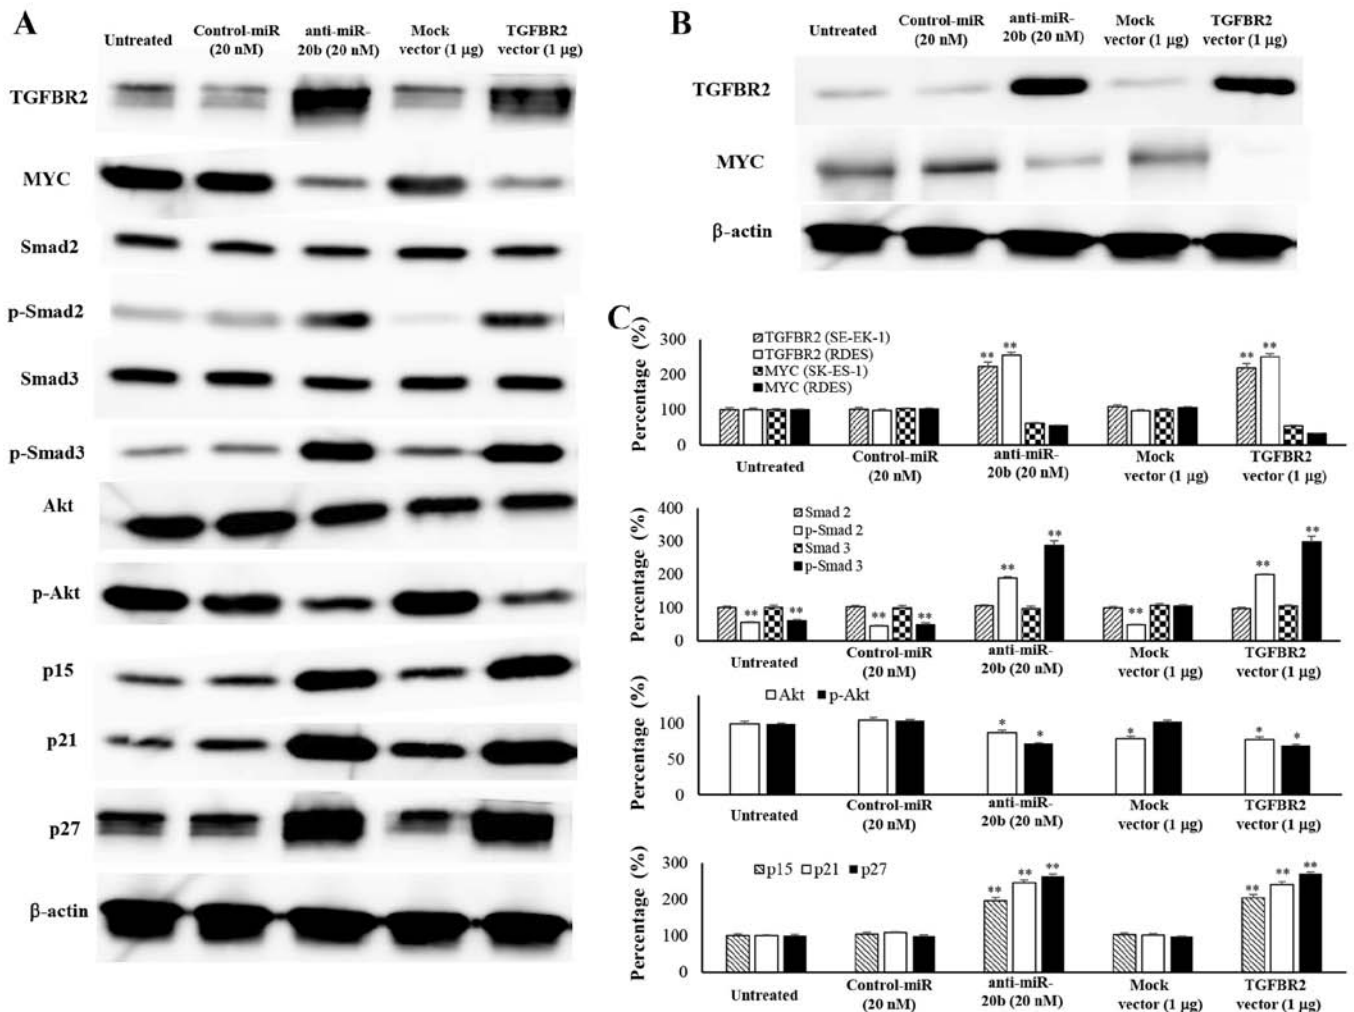 A
Untreated
Control-miR
(20 nM)
anti-miR-
20b (20 nM)
Mock
vector (1 µg)
TGFBR2
vector (1 µg)
TGFBR2
MYC
Smad2
p-Smad2
Smad3
p-Smad3
Akt
p-Akt
p15
p21
p27
β-actin
B
Untreated
Control-miR
(20 nM)
anti-miR-
20b (20 nM)
Mock
vector (1 µg)
TGFBR2
vector (1 µg)
TGFBR2
MYC
β-actin
C
Percentage (%)
300
200
100
0
TGFBR2 (SE-EK-1)
TGFBR2 (RDES)
MYC (SK-ES-1)
MYC (RDES)
** **
** **
Untreated
Control-miR
(20 nM)
anti-miR-
20b (20 nM)
Mock
vector (1 µg)
TGFBR2
vector (1 µg)
Percentage (%)
400
300
200
100
0
Smad 2
p-Smad 2
Smad 3
p-Smad 3
** **
** **
** **
**
** **
Untreated
Control-miR
(20 nM)
anti-miR-
20b (20 nM)
Mock
vector (1 µg)
TGFBR2
vector (1 µg)
Percentage (%)
100
50
0
Akt p-Akt
* *
*
* *
Untreated
Control-miR
(20 nM)
anti-miR-
20b (20 nM)
Mock
vector (1 µg)
TGFBR2
vector (1 µg)
Percentage (%)
300
200
100
0
p15 p21 p27
** ** **
** ** **
Untreated
Control-miR
(20 nM)
anti-miR-
20b (20 nM)
Mock
vector (1 µg)
TGFBR2
vector (1 µg)